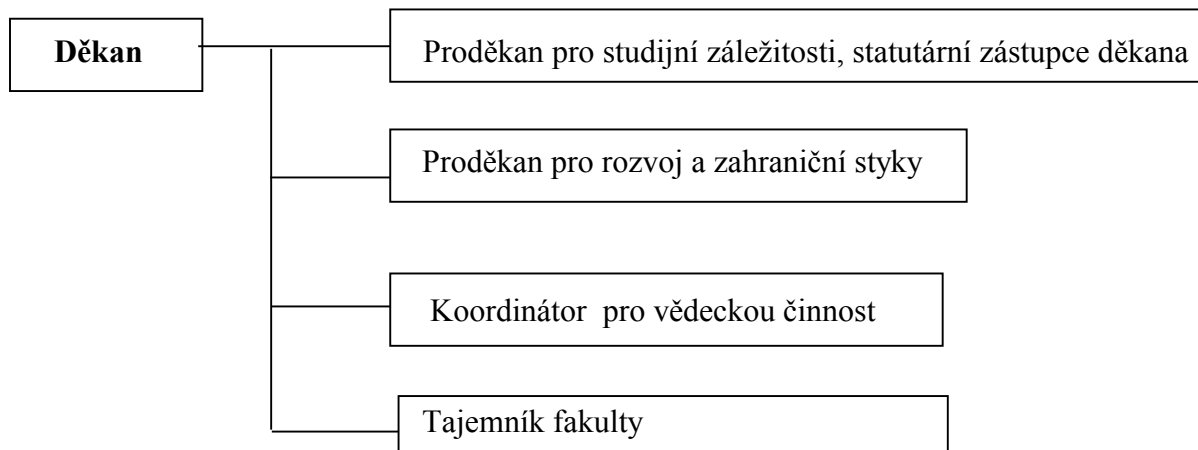 Děkan
Proděkan pro studijní záležitosti, statutární zástupce děkana
Proděkan pro rozvoj a zahraniční styky
Koordinátor pro vědeckou činnost
Tajemník fakulty